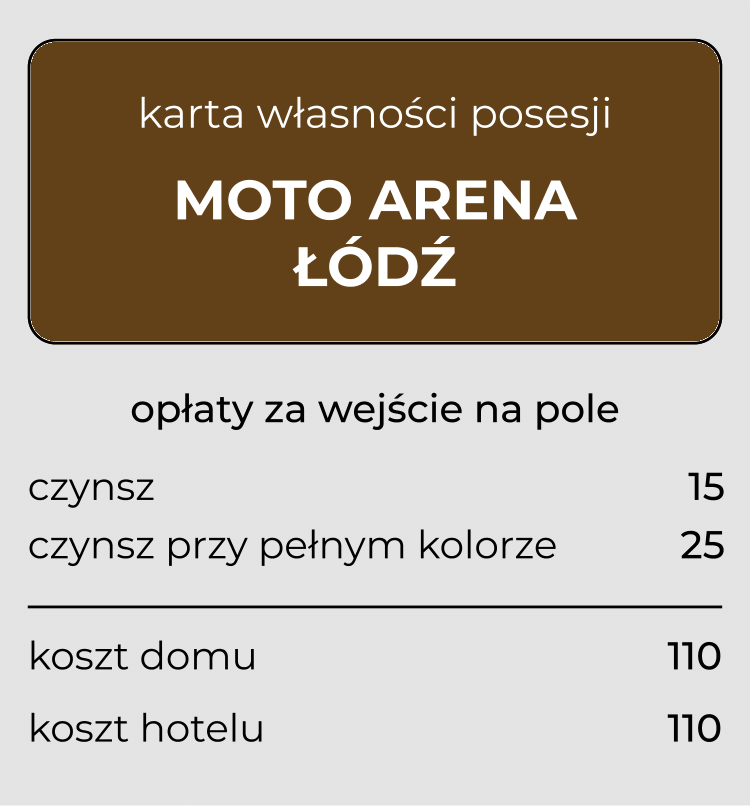 karta własności posesji
MOTO ARENA
ŁÓDŹ
opłaty za wejście na pole
czynsz 15
czynsz przy pełnym kolorze 25
koszt domu 110
koszt hotelu 110